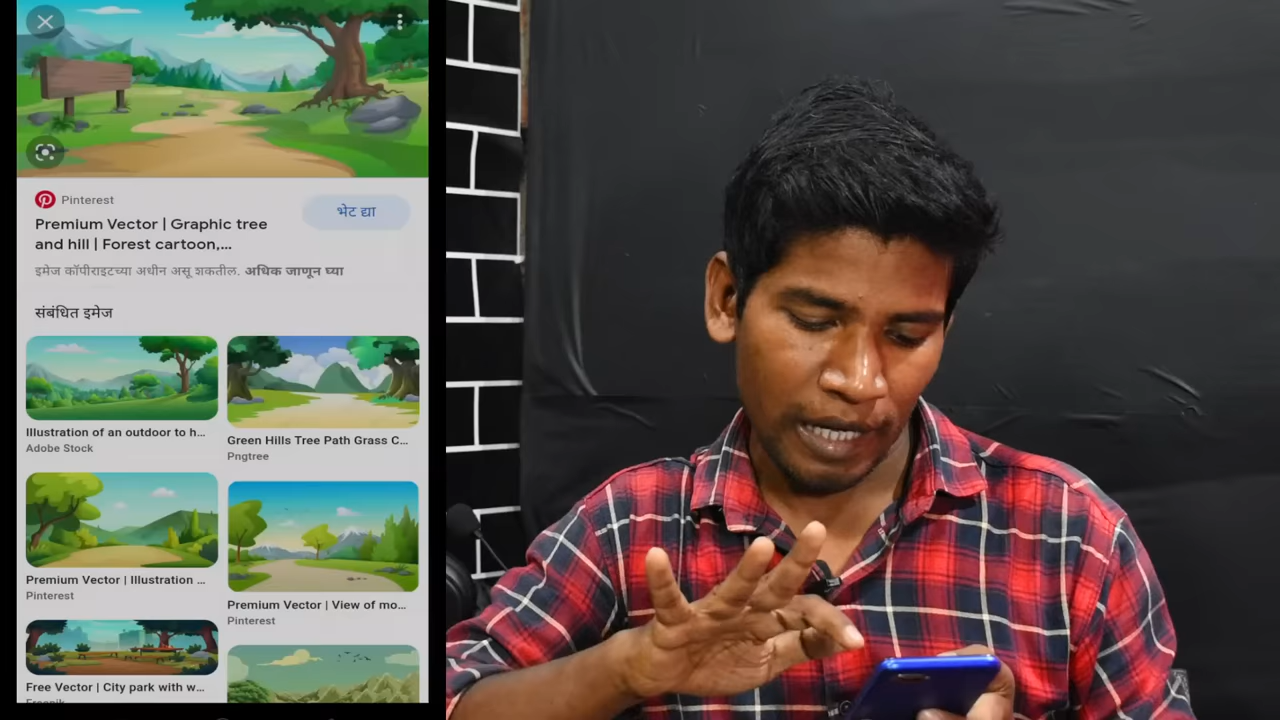 Pinterest
भेट द्या
Premium Vector | Graphic tree
and hill | Forest cartoon,...
इमेज कॉपीराइटच्या अधीन असू शकतील. अधिक जाणून घ्या
संबंधित इमेज
Illustration of an outdoor to h...
Adobe Stock
Green Hills Tree Path Grass C...
Pngtree
Premium Vector | Illustration ...
Pinterest
Premium Vector | View of mo...
Pinterest
Free Vector | City park with w...
Freepik